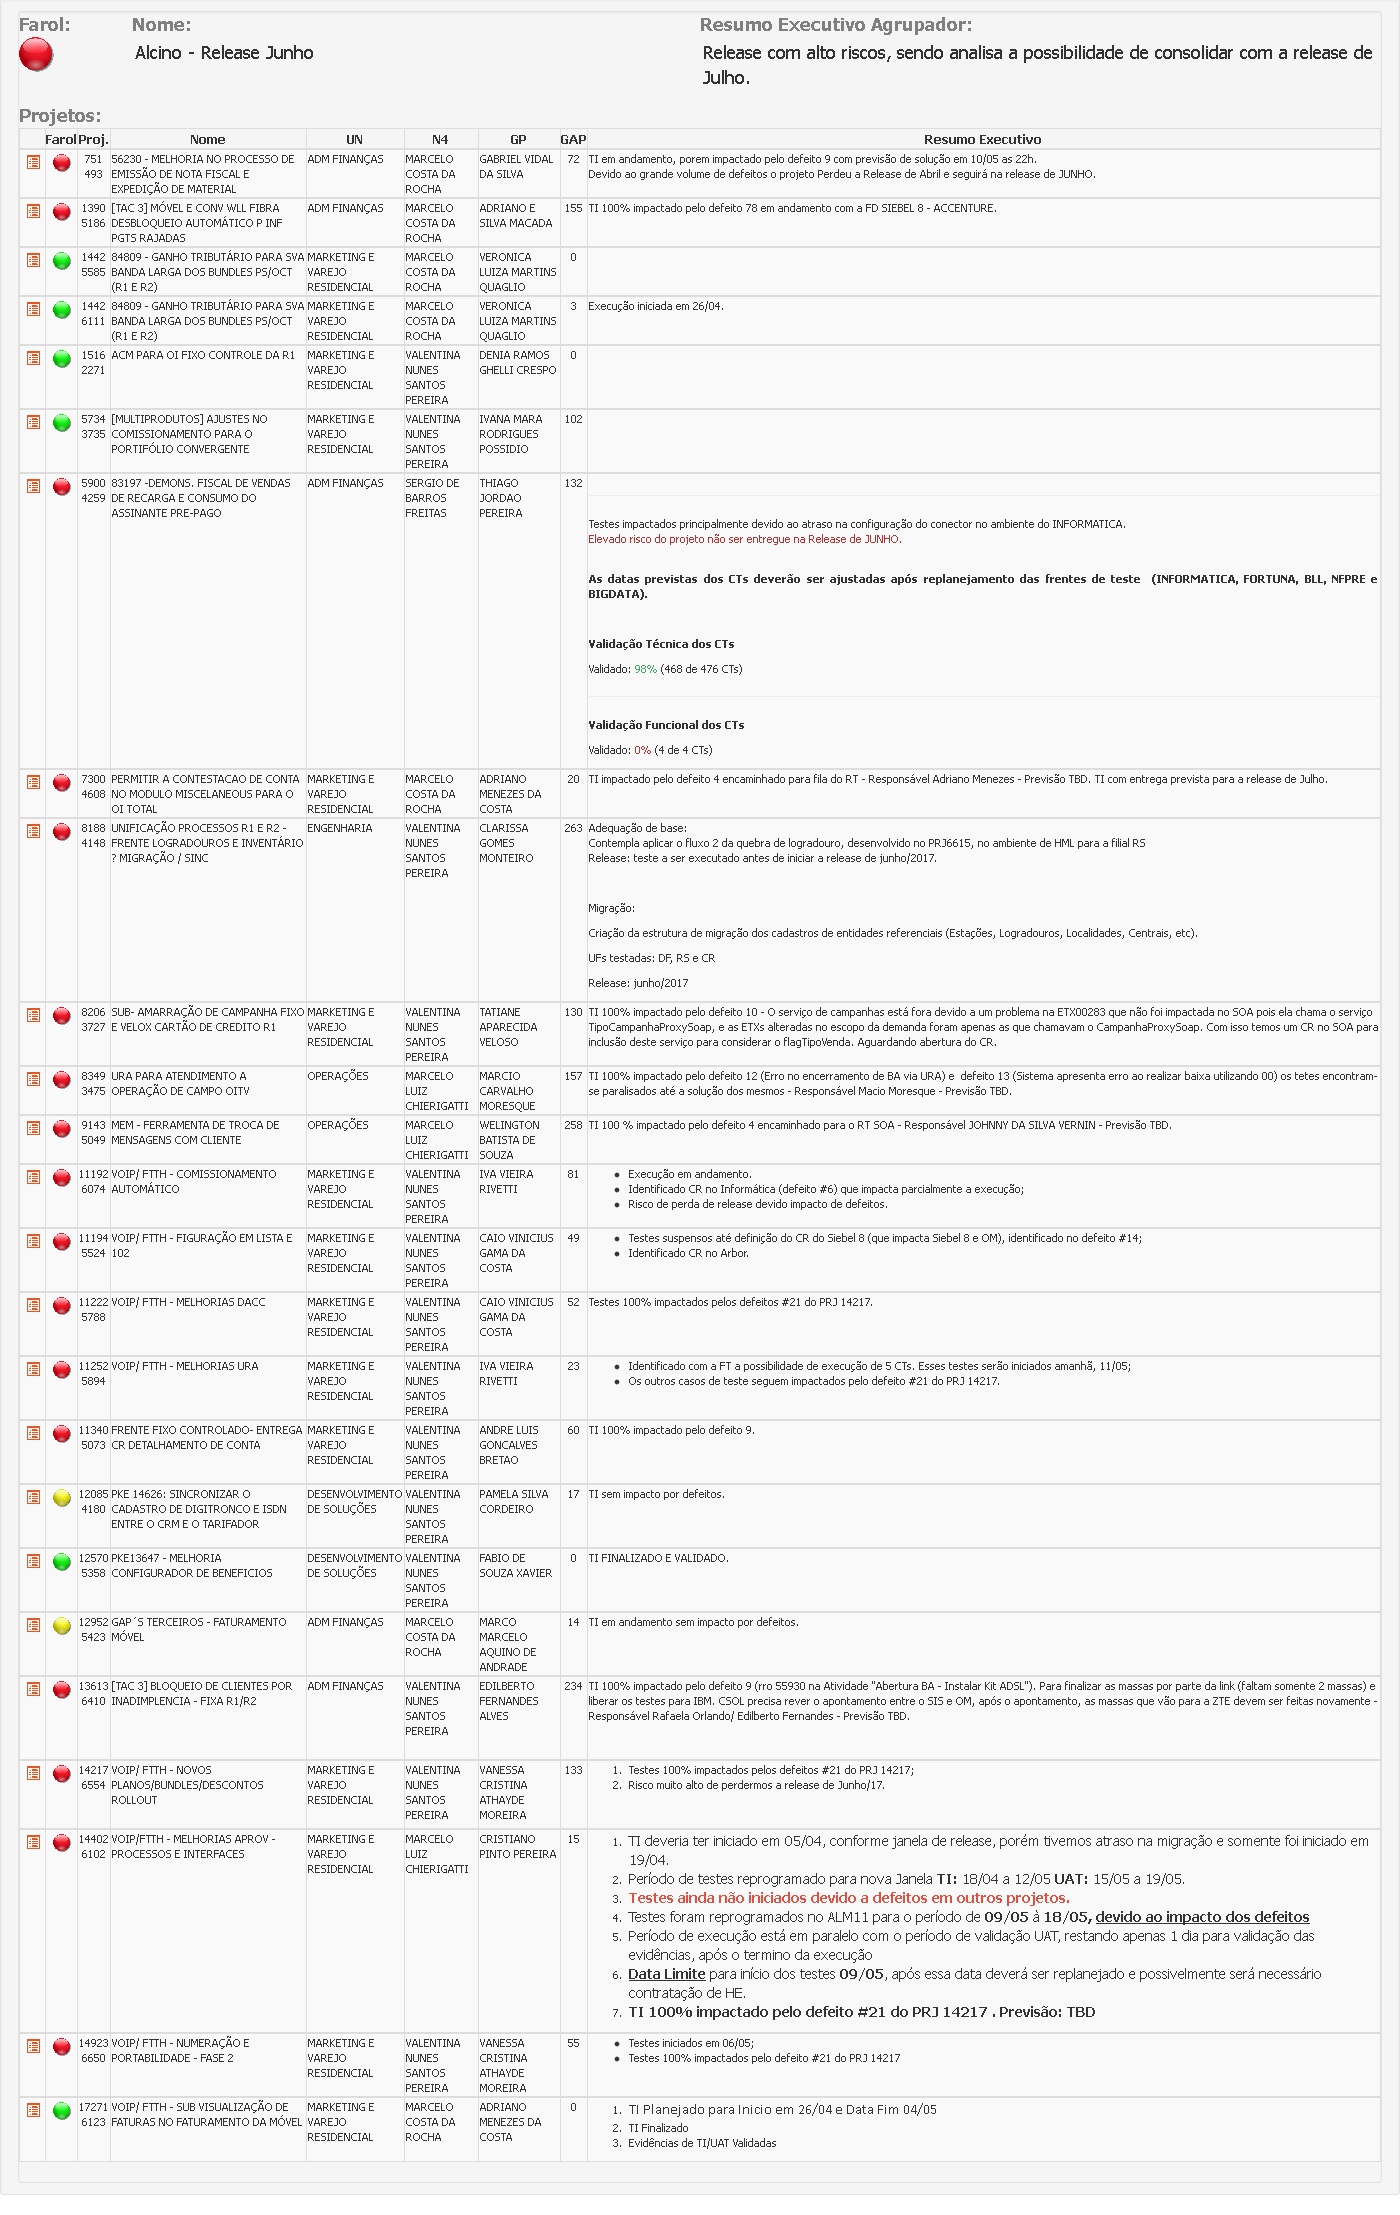 Farol:
Nome:
Resumo Executivo Agrupador:
Alcino - Release Junho
Release com alto riscos, sendo analisa a possibilidade de consolidar com a release de
Julho.
Projetos:
Farol Proj. Nome UN N4 GP GAP Resumo Executivo
751 56230 - MELHORIA NO PROCESSO DE ADM FINANÇAS MARCELO GABRIEL VIDAL 72 TI em andamento, porem impactado pelo defeito 9 com previsão de solução em 10/05 as 22h.
493 EMISSÃO DE NOTA FISCAL E COSTA DA DA SILVA Devido ao grande volume de defeitos o projeto Perdeu a Release de Abril e seguirá na release de JUNHO.
EXPEDIÇÃO DE MATERIAL ROCHA
1390 [TAC 3] MÓVEL E CONV WLL FIBRA ADM FINANÇAS MARCELO ADRIANO E 155 TI 100% impactado pelo defeito 78 em andamento com a FD SIEBEL 8 - ACCENTURE.
5186 DESBLOQUEIO AUTOMÁTICO P INF COSTA DA SILVA MACADA
PGTS RAJADAS ROCHA
1442 84809 - GANHO TRIBUTÁRIO PARA SVA MARKETING E MARCELO VERONICA 0
5585 BANDA LARGA DOS BUNDLES PS/OCT VAREJO COSTA DA LUIZA MARTINS
(R1 E R2) RESIDENCIAL ROCHA QUAGLIO
1442 84809 - GANHO TRIBUTÁRIO PARA SVA MARKETING E MARCELO VERONICA 3 Execução iniciada em 26/04.
6111 BANDA LARGA DOS BUNDLES PS/OCT VAREJO COSTA DA LUIZA MARTINS
(R1 E R2) RESIDENCIAL ROCHA QUAGLIO
1516 ACM PARA OI FIXO CONTROLE DA R1 MARKETING E VALENTINA DENIA RAMOS 0
2271 VAREJO NUNES GHELLI CRESPO
RESIDENCIAL SANTOS
PEREIRA
5734 [MULTIPRODUTOS] AJUSTES NO MARKETING E VALENTINA IVANA MARA 102
3735 COMISSIONAMENTO PARA O VAREJO NUNES RODRIGUES
PORTIFÓLIO CONVERGENTE RESIDENCIAL SANTOS POSSIDIO
PEREIRA
5900 83197 -DEMONS. FISCAL DE VENDAS ADM FINANÇAS SERGIO DE THIAGO 132
4259 DE RECARGA E CONSUMO DO BARROS JORDAO
ASSINANTE PRE-PAGO FREITAS PEREIRA
Testes impactados principalmente devido ao atraso na configuração do conector no ambiente do INFORMATICA.
Elevado risco do projeto não ser entregue na Release de JUNHO.
As datas previstas dos CTs deverão ser ajustadas após replanejamento das frentes de teste (INFORMATICA, FORTUNA, BLL, NFPRE e
BIGDATA).
Validação Técnica dos CTs
Validado: 98% (468 de 476 CTs)
Validação Funcional dos CTs
Validado: 0% (4 de 4 CTs)
7300 PERMITIR A CONTESTACAO DE CONTA MARKETING E MARCELO ADRIANO 20 TI impactado pelo defeito 4 encaminhado para fila do RT - Responsável Adriano Menezes - Previsão TBD. TI com entrega prevista para a release de Julho.
4608 NO MODULO MISCELANEOUS PARA O VAREJO COSTA DA MENEZES DA
OI TOTAL RESIDENCIAL ROCHA COSTA
8188 UNIFICAÇÃO PROCESSOS R1 E R2 - ENGENHARIA VALENTINA CLARISSA 263 Adequação de base:
4148 FRENTE LOGRADOUROS E INVENTÁRIO NUNES GOMES Contempla aplicar o fluxo 2 da quebra de logradouro, desenvolvido no PRJ6615, no ambiente de HML para a filial RS
? MIGRAÇÃO / SINC SANTOS MONTEIRO Release: teste a ser executado antes de iniciar a release de junho/2017.
PEREIRA
Migração:
Criação da estrutura de migração dos cadastros de entidades referenciais (Estações, Logradouros, Localidades, Centrais, etc).
UFs testadas: DF, RS e CR
Release: junho/2017
8206 SUB- AMARRAÇÃO DE CAMPANHA FIXO MARKETING E VALENTINA TATIANE 130 TI 100% impactado pelo defeito 10 - O serviço de campanhas está fora devido a um problema na ETX00283 que não foi impactada no SOA pois ela chama o serviço
3727 E VELOX CARTÃO DE CREDITO R1 VAREJO NUNES APARECIDA TipoCampanhaProxySoap, e as ETXs alteradas no escopo da demanda foram apenas as que chamavam o CampanhaProxySoap. Com isso temos um CR no SOA para
RESIDENCIAL SANTOS VELOSO inclusão deste serviço para considerar o flagTipoVenda. Aguardando abertura do CR.
PEREIRA
8349 URA PARA ATENDIMENTO A OPERAÇÕES MARCELO MARCIO 157 TI 100% impactado pelo defeito 12 (Erro no encerramento de BA via URA) e defeito 13 (Sistema apresenta erro ao realizar baixa utilizando 00) os tetes encontram-
3475 OPERAÇÃO DE CAMPO OITV LUIZ CARVALHO se paralisados até a solução dos mesmos - Responsável Macio Moresque - Previsão TBD.
CHIERIGATTI MORESQUE
9143 MEM - FERRAMENTA DE TROCA DE OPERAÇÕES MARCELO WELINGTON 258 TI 100 % impactado pelo defeito 4 encaminhado para o RT SOA - Responsável JOHNNY DA SILVA VERNIN - Previsão TBD.
5049 MENSAGENS COM CLIENTE LUIZ BATISTA DE
CHIERIGATTI SOUZA
11192 VOIP/ FTTH - COMISSIONAMENTO MARKETING E VALENTINA IVA VIEIRA 81 • Execução em andamento.
6074 AUTOMÁTICO VAREJO NUNES RIVETTI • Identificado CR no Informática (defeito #6) que impacta parcialmente a execução;
RESIDENCIAL SANTOS • Risco de perda de release devido impacto de defeitos.
PEREIRA
11194 VOIP/ FTTH - FIGURAÇÃO EM LISTA E MARKETING E VALENTINA CAIO VINICIUS 49 • Testes suspensos até definição do CR do Siebel 8 (que impacta Siebel 8 e OM), identificado no defeito #14;
5524 102 VAREJO NUNES GAMA DA • Identificado CR no Arbor.
RESIDENCIAL SANTOS COSTA
PEREIRA
11222 VOIP/ FTTH - MELHORIAS DACC MARKETING E VALENTINA CAIO VINICIUS 52 Testes 100% impactados pelos defeitos #21 do PRJ 14217.
5788 VAREJO NUNES GAMA DA
RESIDENCIAL SANTOS COSTA
PEREIRA
11252 VOIP/ FTTH - MELHORIAS URA MARKETING E VALENTINA IVA VIEIRA 23 • Identificado com a FT a possibilidade de execução de 5 CTs. Esses testes serão iniciados amanhã, 11/05;
5894 VAREJO NUNES RIVETTI • Os outros casos de teste seguem impactados pelo defeito #21 do PRJ 14217.
RESIDENCIAL SANTOS
PEREIRA
11340 FRENTE FIXO CONTROLADO- ENTREGA MARKETING E VALENTINA ANDRE LUIS 60 TI 100% impactado pelo defeito 9.
5073 CR DETALHAMENTO DE CONTA VAREJO NUNES GONCALVES
RESIDENCIAL SANTOS BRETAO
PEREIRA
12085 PKE 14626: SINCRONIZAR O DESENVOLVIMENTO VALENTINA PAMELA SILVA 17 TI sem impacto por defeitos.
4180 CADASTRO DE DIGITRONCO E ISDN DE SOLUÇÕES NUNES CORDEIRO
ENTRE O CRM E O TARIFADOR SANTOS
PEREIRA
12570 PKE13647 - MELHORIA DESENVOLVIMENTO VALENTINA FABIO DE 0 TI FINALIZADO E VALIDADO.
5358 CONFIGURADOR DE BENEFICIOS DE SOLUÇÕES NUNES SOUZA XAVIER
SANTOS
PEREIRA
12952 GAP´S TERCEIROS - FATURAMENTO ADM FINANÇAS MARCELO MARCO 14 TI em andamento sem impacto por defeitos.
5423 MÓVEL COSTA DA MARCELO
ROCHA AQUINO DE
ANDRADE
13613 [TAC 3] BLOQUEIO DE CLIENTES POR ADM FINANÇAS VALENTINA EDILBERTO 234 TI 100% impactado pelo defeito 9 (rro 55930 na Atividade "Abertura BA - Instalar Kit ADSL"). Para finalizar as massas por parte da link (faltam somente 2 massas) e
6410 INADIMPLENCIA - FIXA R1/R2 NUNES FERNANDES liberar os testes para IBM. CSOL precisa rever o apontamento entre o SIS e OM, após o apontamento, as massas que vão para a ZTE devem ser feitas novamente -
SANTOS ALVES Responsável Rafaela Orlando/ Edilberto Fernandes - Previsão TBD.
PEREIRA
14217 VOIP/ FTTH - NOVOS MARKETING E VALENTINA VANESSA 133 1. Testes 100% impactados pelos defeitos #21 do PRJ 14217;
6554 PLANOS/BUNDLES/DESCONTOS VAREJO NUNES CRISTINA 2. Risco muito alto de perdermos a release de Junho/17.
ROLLOUT RESIDENCIAL SANTOS ATHAYDE
PEREIRA MOREIRA
14402 VOIP/FTTH - MELHORIAS APROV - MARKETING E MARCELO CRISTIANO 15 1. TI deveria ter iniciado em 05/04, conforme janela de release, porém tivemos atraso na migração e somente foi iniciado em
6102 PROCESSOS E INTERFACES VAREJO LUIZ PINTO PEREIRA 19/04.
RESIDENCIAL CHIERIGATTI 2. Período de testes reprogramado para nova Janela TI: 18/04 a 12/05 UAT: 15/05 a 19/05.
3. Testes ainda não iniciados devido a defeitos em outros projetos.
4. Testes foram reprogramados no ALM11 para o período de 09/05 à 18/05, devido ao impacto dos defeitos
5. Período de execução está em paralelo com o período de validação UAT, restando apenas 1 dia para validação das
evidências, após o termino da execução
6. Data Limite para início dos testes 09/05, após essa data deverá ser replanejado e possivelmente será necessário
contratação de HE.
7. TI 100% impactado pelo defeito #21 do PRJ 14217 . Previsão: TBD
14923 VOIP/ FTTH - NUMERAÇÃO E MARKETING E VALENTINA VANESSA 55 • Testes iniciados em 06/05;
6650 PORTABILIDADE - FASE 2 VAREJO NUNES CRISTINA • Testes 100% impactados pelo defeito #21 do PRJ 14217
RESIDENCIAL SANTOS ATHAYDE
PEREIRA MOREIRA
17271 VOIP/ FTTH - SUB VISUALIZAÇÃO DE MARKETING E MARCELO ADRIANO 0 1. TI Planejado para Inicio em 26/04 e Data Fim 04/05
6123 FATURAS NO FATURAMENTO DA MÓVEL VAREJO COSTA DA MENEZES DA 2. TI Finalizado
RESIDENCIAL ROCHA COSTA 3. Evidências de TI/UAT Validadas